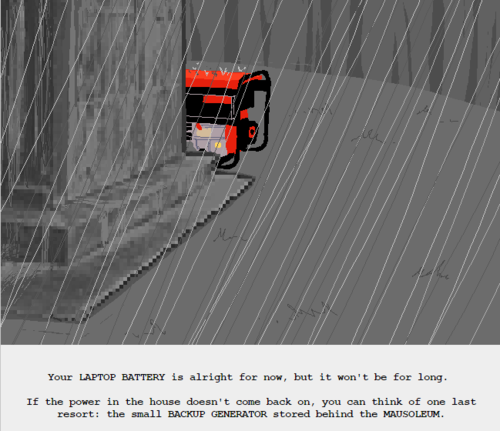 Your LAPTOP BATTERY is alright for now, but it won't be for long.
If the power in the house doesn't come back on, you can think of one last
resort: the small BACKUP GENERATOR stored behind the MAUSOLEUM.